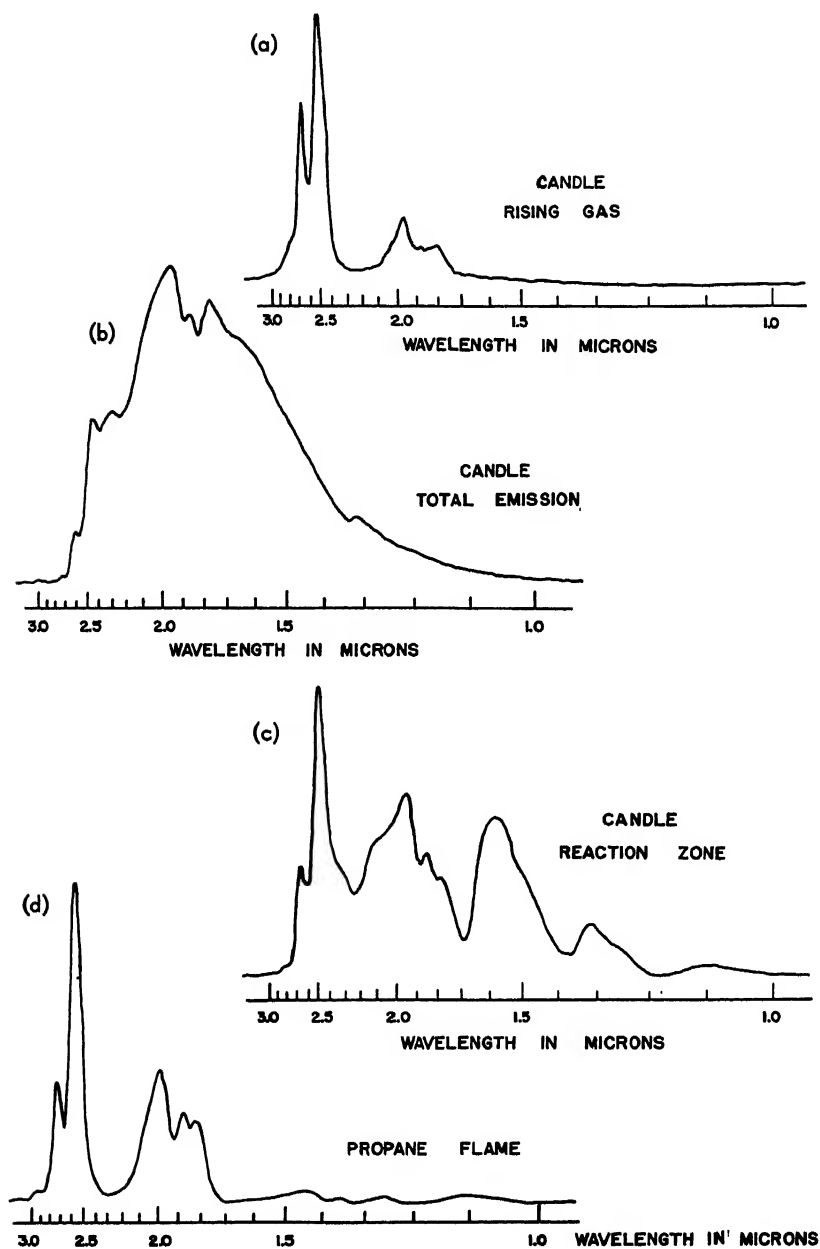 (a)
CANDLE
RISING GAS
3.0 2.5 2.0 1.5 1.0
WAVELENGTH IN MICRONS
(b)
CANDLE
TOTAL EMISSION
3.0 2.5 2.0 1.5 1.0
WAVELENGTH IN MICRONS
(c)
CANDLE
REACTION ZONE
3.0 2.5 2.0 1.5 1.0
WAVELENGTH IN MICRONS
(d)
PROPANE FLAME
3.0 2.5 2.0 1.5 1.0 WAVELENGTH IN MICRONS